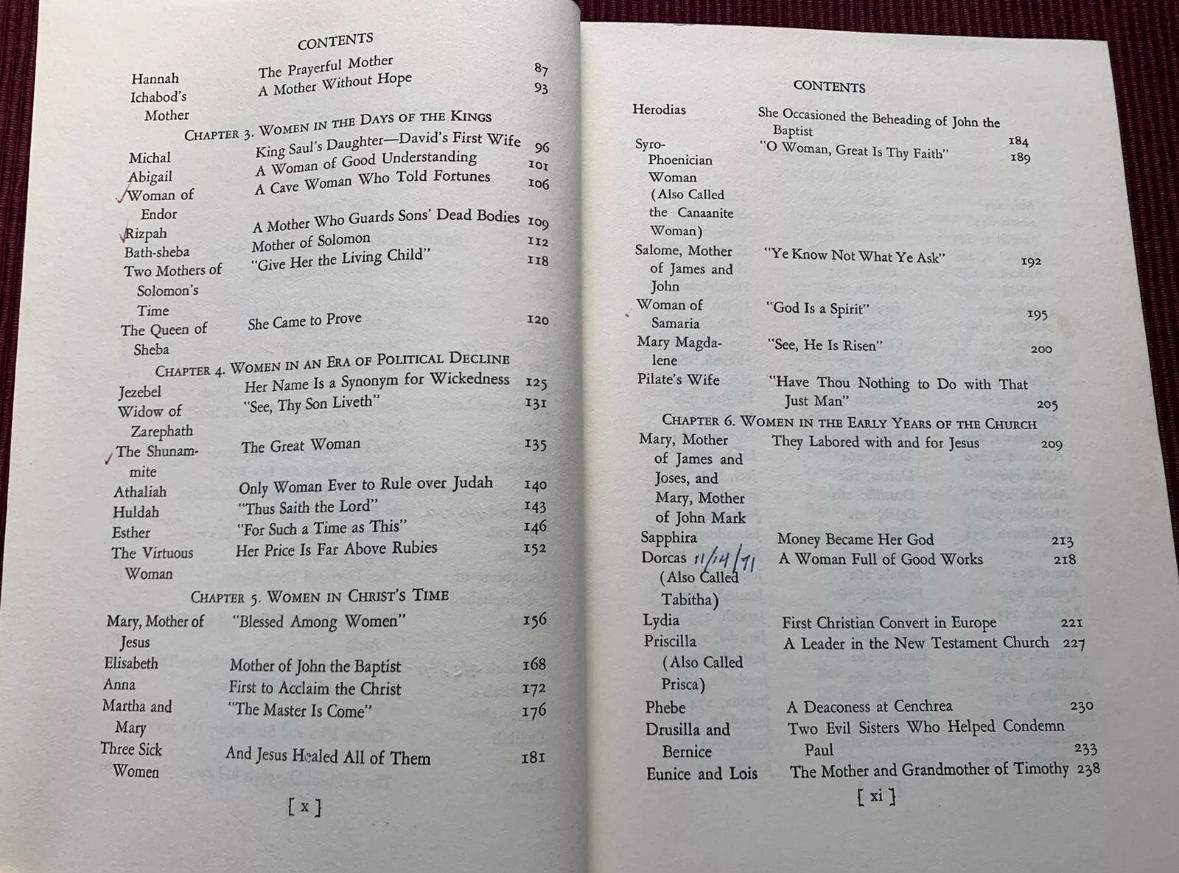 CONTENTS
Hannah The Prayerful Mother 87
Ichabod's A Mother Without Hope 93
Mother
Chapter 3. Women in the Days of the Kings
Michal King Saul's Daughter—David's First Wife 96
Abigail A Woman of Good Understanding 101
Woman of A Cave Woman Who Told Fortunes 106
Endor
Rizpah A Mother Who Guards Sons' Dead Bodies 109
Bath-sheba Mother of Solomon 112
Two Mothers of "Give Her the Living Child" 118
Solomon's
Time
The Queen of She Came to Prove 120
Sheba
Chapter 4. Women in an Era of Political Decline
Jezebel Her Name Is a Synonym for Wickedness 125
Widow of "See, Thy Son Liveth" 131
Zarephath
The Shunam- The Great Woman 135
mite
Athaliah Only Woman Ever to Rule over Judah 140
Huldah "Thus Saith the Lord" 143
Esther "For Such a Time as This" 146
The Virtuous Her Price Is Far Above Rubies 152
Woman
Chapter 5. Women in Christ's Time
Mary, Mother of "Blessed Among Women" 156
Jesus
Elisabeth Mother of John the Baptist 168
Anna First to Acclaim the Christ 172
Martha and "The Master Is Come" 176
Mary
Three Sick And Jesus Healed All of Them 181
Women
[ x ]
CONTENTS
Herodias She Occasioned the Beheading of John the
Baptist 184
Syro- "O Woman, Great Is Thy Faith" 189
Phoenician
Woman
(Also Called
the Canaanite
Woman)
Salome, Mother "Ye Know Not What Ye Ask" 192
of James and
John
Woman of "God Is a Spirit" 195
Samaria
Mary Magda- "See, He Is Risen" 200
lene
Pilate's Wife "Have Thou Nothing to Do with That
Just Man" 205
Chapter 6. Women in the Early Years of the Church
Mary, Mother They Labored with and for Jesus 209
of James and
Joses, and
Mary, Mother
of John Mark
Sapphira Money Became Her God 213
Dorcas 11/14/71 A Woman Full of Good Works 218
(Also Called
Tabitha)
Lydia First Christian Convert in Europe 221
Priscilla A Leader in the New Testament Church 227
(Also Called
Prisca)
Phebe A Deaconess at Cenchrea 230
Drusilla and Two Evil Sisters Who Helped Condemn
Bernice Paul 233
Eunice and Lois The Mother and Grandmother of Timothy 238
[ xi ]